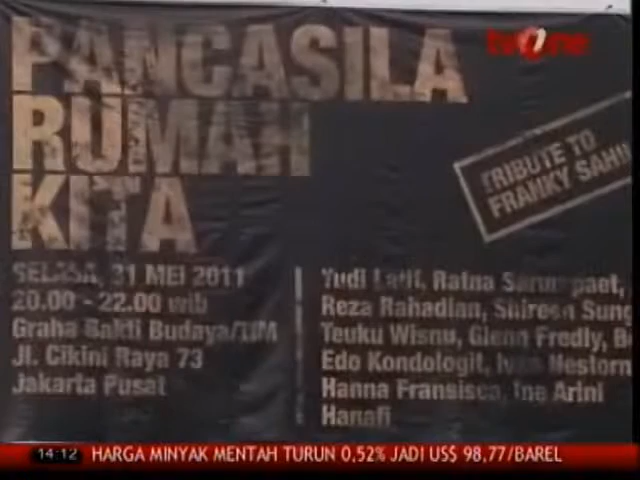 PANCASILA
RUMAH
KITA
tvOne
TRIBUTE TO
FRANKY SAHI
SELASA, 31 MEI 2011
20.00 - 22.00 wib
Graha Bakti Budaya/TIM
Jl. Cikini Raya 73
Jakarta Pusat
Yudi Latif, Ratna Sarumpaet,
Reza Rahadian, Shireen Sung
Teuku Wisnu, Glenn Fredly, B
Edo Kondologit, Ivan Nestorm
Hanna Fransisca, Ine Arini
Hanafi
14:12 HARGA MINYAK MENTAH TURUN 0,52% JADI US$ 98,77/BAREL